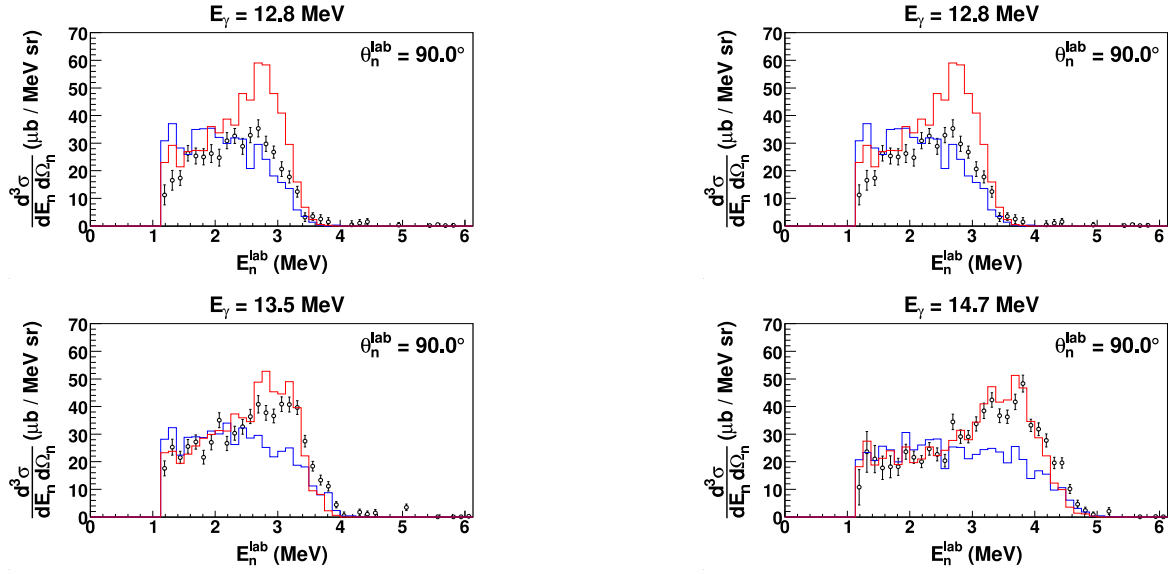 E_γ = 12.8 MeV
θ_n^lab = 90.0°
d³σ / dE_n dΩ_n (μb / MeV sr)
0 10 20 30 40 50 60 70
0 1 2 3 4 5 6
E_n^lab (MeV)
E_γ = 12.8 MeV
θ_n^lab = 90.0°
d³σ / dE_n dΩ_n (μb / MeV sr)
0 10 20 30 40 50 60 70
0 1 2 3 4 5 6
E_n^lab (MeV)
E_γ = 13.5 MeV
θ_n^lab = 90.0°
d³σ / dE_n dΩ_n (μb / MeV sr)
0 10 20 30 40 50 60 70
0 1 2 3 4 5 6
E_n^lab (MeV)
E_γ = 14.7 MeV
θ_n^lab = 90.0°
d³σ / dE_n dΩ_n (μb / MeV sr)
0 10 20 30 40 50 60 70
0 1 2 3 4 5 6
E_n^lab (MeV)